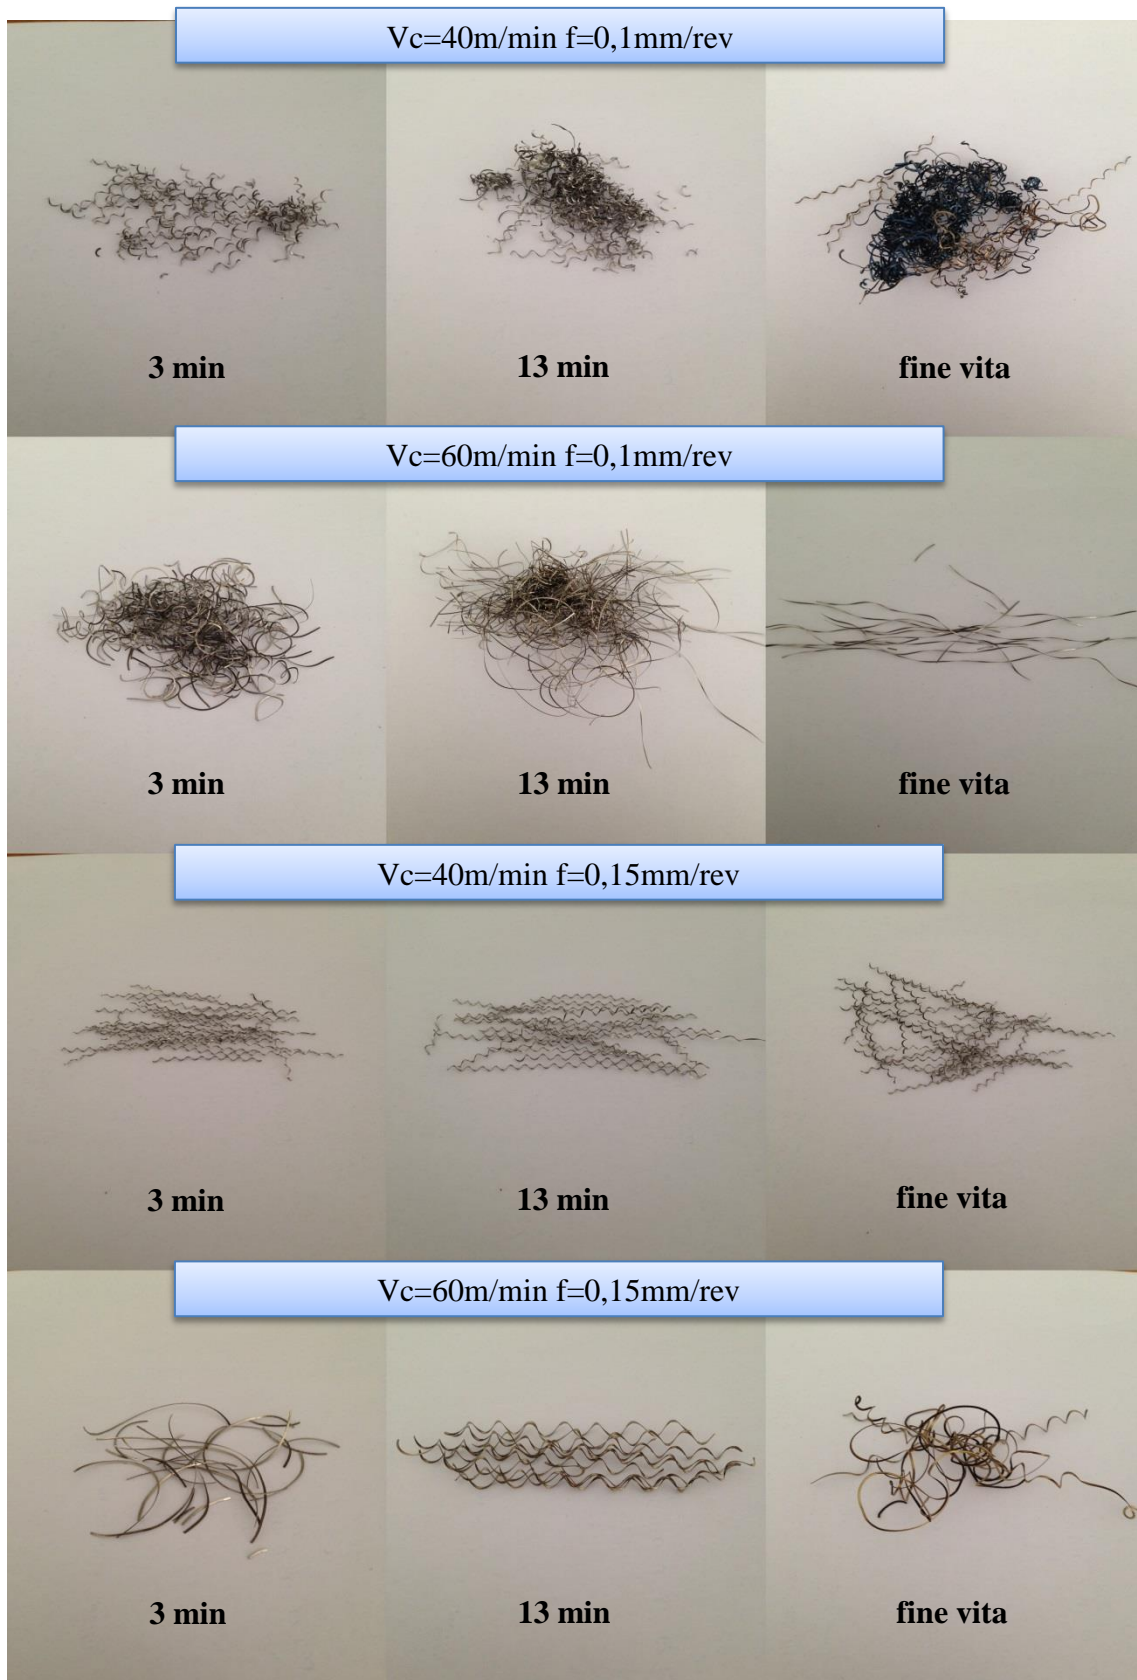 Vc=40m/min f=0,1mm/rev
3 min
13 min
fine vita
Vc=60m/min f=0,1mm/rev
3 min
13 min
fine vita
Vc=40m/min f=0,15mm/rev
3 min
13 min
fine vita
Vc=60m/min f=0,15mm/rev
3 min
13 min
fine vita